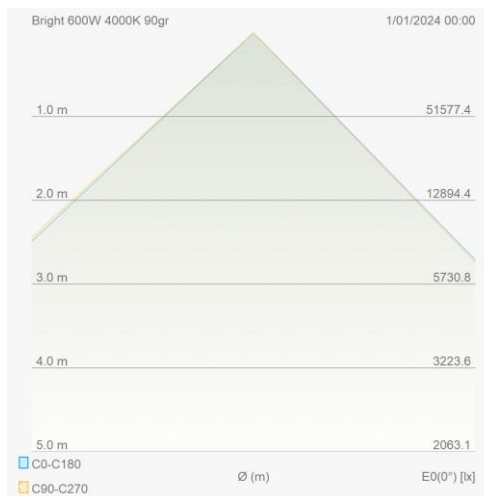 Bright 600W 4000K 90gr 1/01/2024 00:00
1.0 m 51577.4
2.0 m 12894.4
3.0 m 5730.8
4.0 m 3223.6
5.0 m 2063.1
C0-C180
Ø (m) E0(0°) [lx]
C90-C270